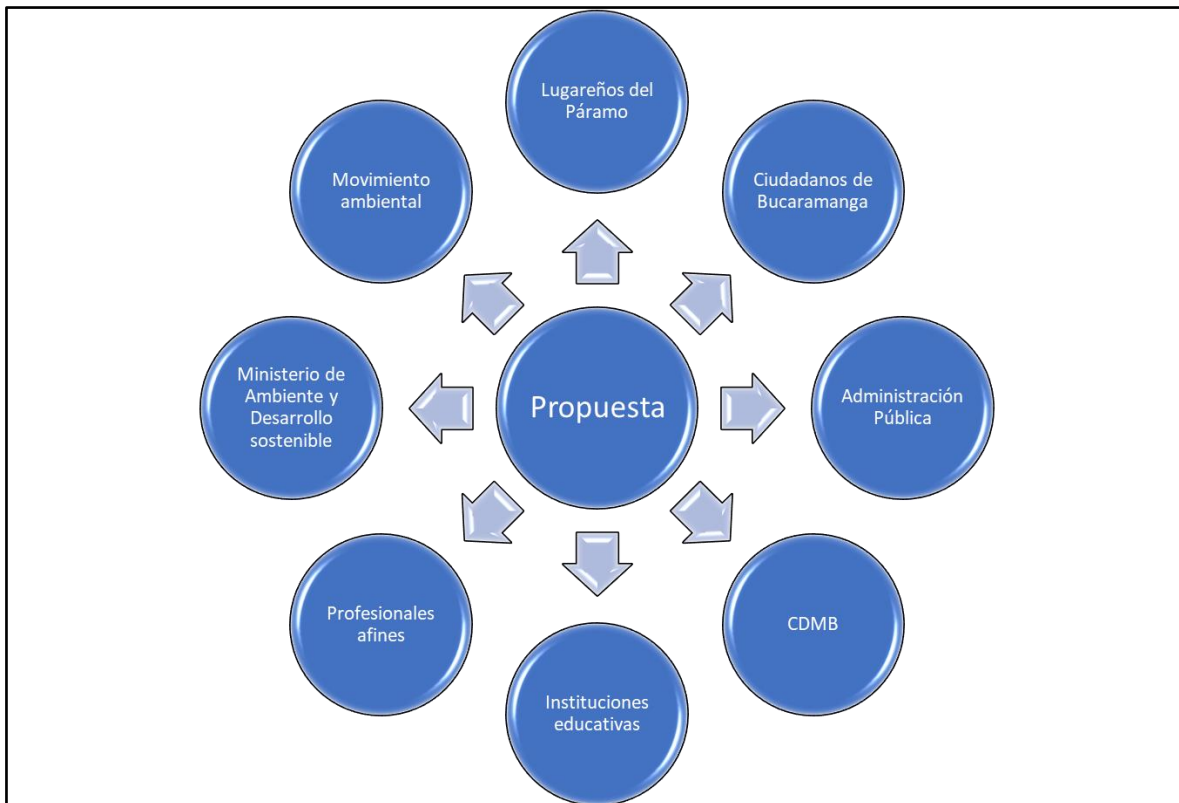 Lugareños del
Páramo
Ciudadanos de
Bucaramanga
Administración
Pública
CDMB
Instituciones
educativas
Profesionales
afines
Ministerio de
Ambiente y
Desarrollo
sostenible
Movimiento
ambiental
Propuesta